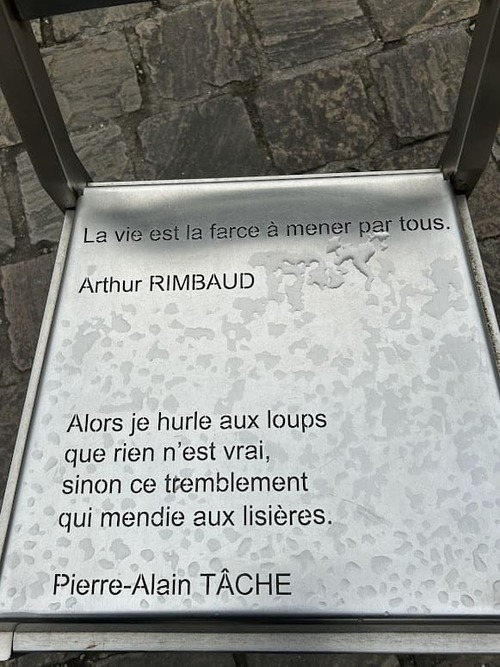 La vie est la farce à mener par tous.
Arthur RIMBAUD
Alors je hurle aux loups
que rien n'est vrai,
sinon ce tremblement
qui mendie aux lisières.
Pierre-Alain TÂCHE